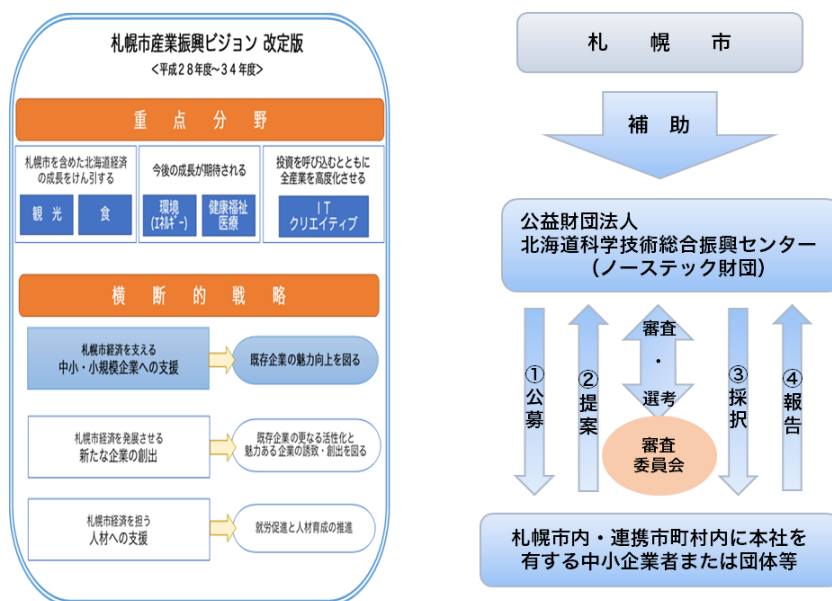 札幌市産業振興ビジョン 改定版
＜平成28年度～34年度＞
重点分野
札幌市を含めた北海道経済
の成長をけん引する
観光
食
今後の成長が期待される
環境
(エネルギー)
健康福祉
医療
投資を呼び込むとともに
全産業を高度化させる
IT
クリエイティブ
横断的戦略
札幌市経済を支える
中小・小規模企業への支援
既存企業の魅力向上を図る
札幌市経済を発展させる
新たな企業の創出
既存企業の更なる活性化と
魅力ある企業の誘致・創出を図る
札幌市経済を担う
人材への支援
就労促進と人材育成の推進
札幌市
補助
公益財団法人
北海道科学技術総合振興センター
(ノーステック財団)
①公募
②提案
審査・選考
審査
委員会
③採択
④報告
札幌市内・連携市町村内に本社を
有する中小企業者または団体等